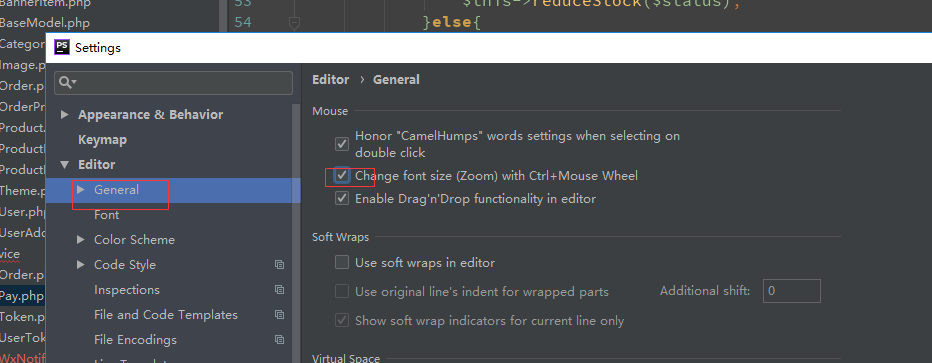 BannerItem.php
BaseModel.php
Categor
Image.p
Order.p
OrderPr
Product.
Product
Product
Theme.p
User.php
UserAdd
vice
Order.p
Pay.php
Token.p
UserTok
WxNotif
53 $this->reduceStock($status);
54 }else{
PS Settings
Appearance & Behavior
Keymap
Editor
General
Font
Color Scheme
Code Style
Inspections
File and Code Templates
File Encodings
Editor › General
Mouse
Honor "CamelHumps" words settings when selecting on
double click
Change font size (Zoom) with Ctrl+Mouse Wheel
Enable Drag'n'Drop functionality in editor
Soft Wraps
Use soft wraps in editor
Use original line's indent for wrapped parts Additional shift: 0
Show soft wrap indicators for current line only
Virtual Space